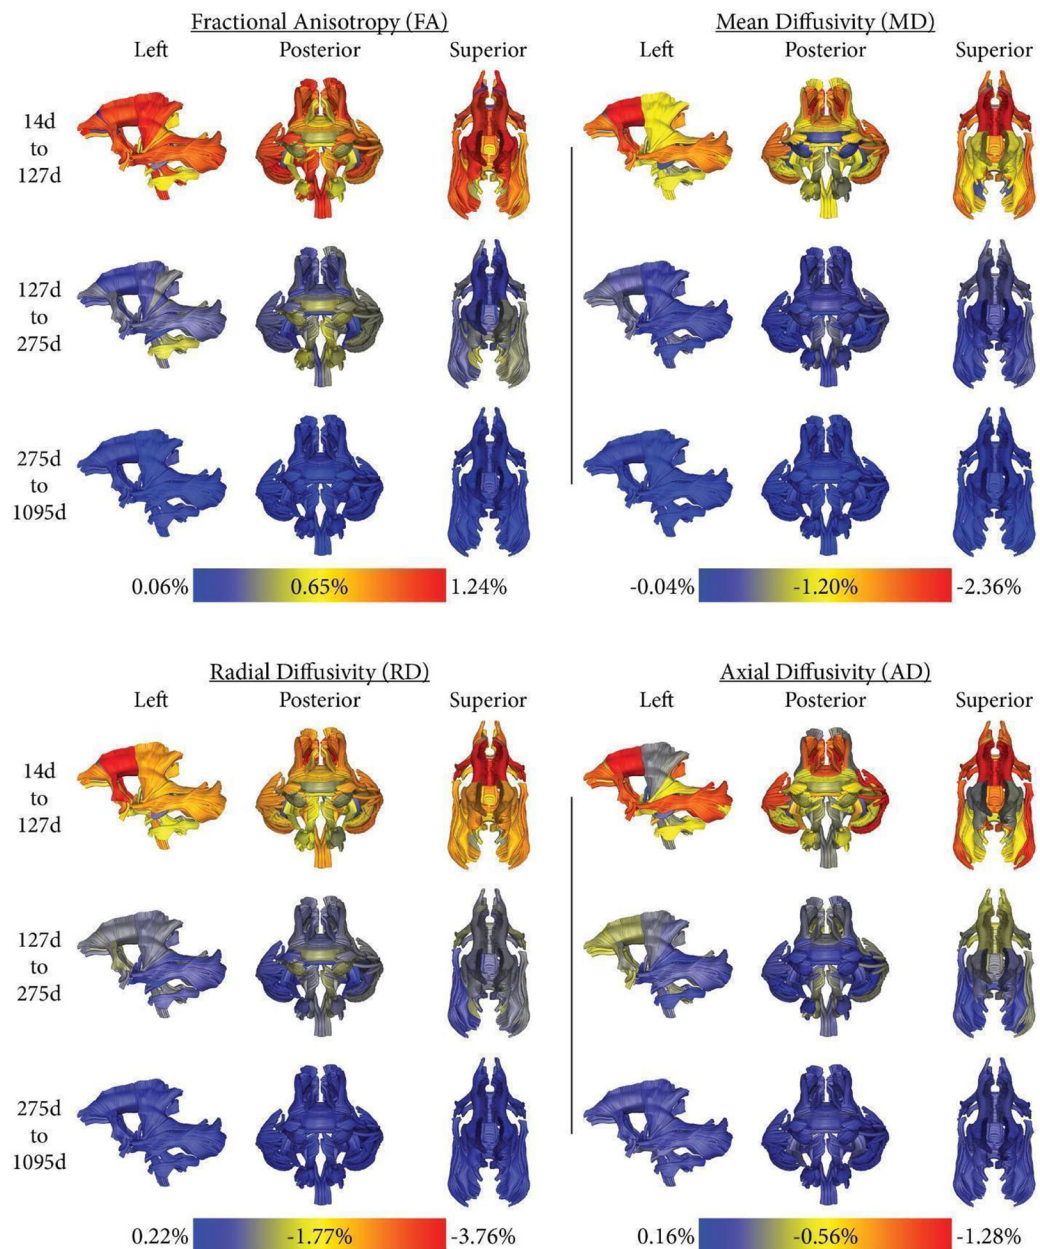 Fractional Anisotropy (FA)
Left Posterior Superior
14d
to
127d
127d
to
275d
275d
to
1095d
0.06% 0.65% 1.24%
Mean Diffusivity (MD)
Left Posterior Superior
-0.04% -1.20% -2.36%
Radial Diffusivity (RD)
Left Posterior Superior
14d
to
127d
127d
to
275d
275d
to
1095d
0.22% -1.77% -3.76%
Axial Diffusivity (AD)
Left Posterior Superior
0.16% -0.56% -1.28%